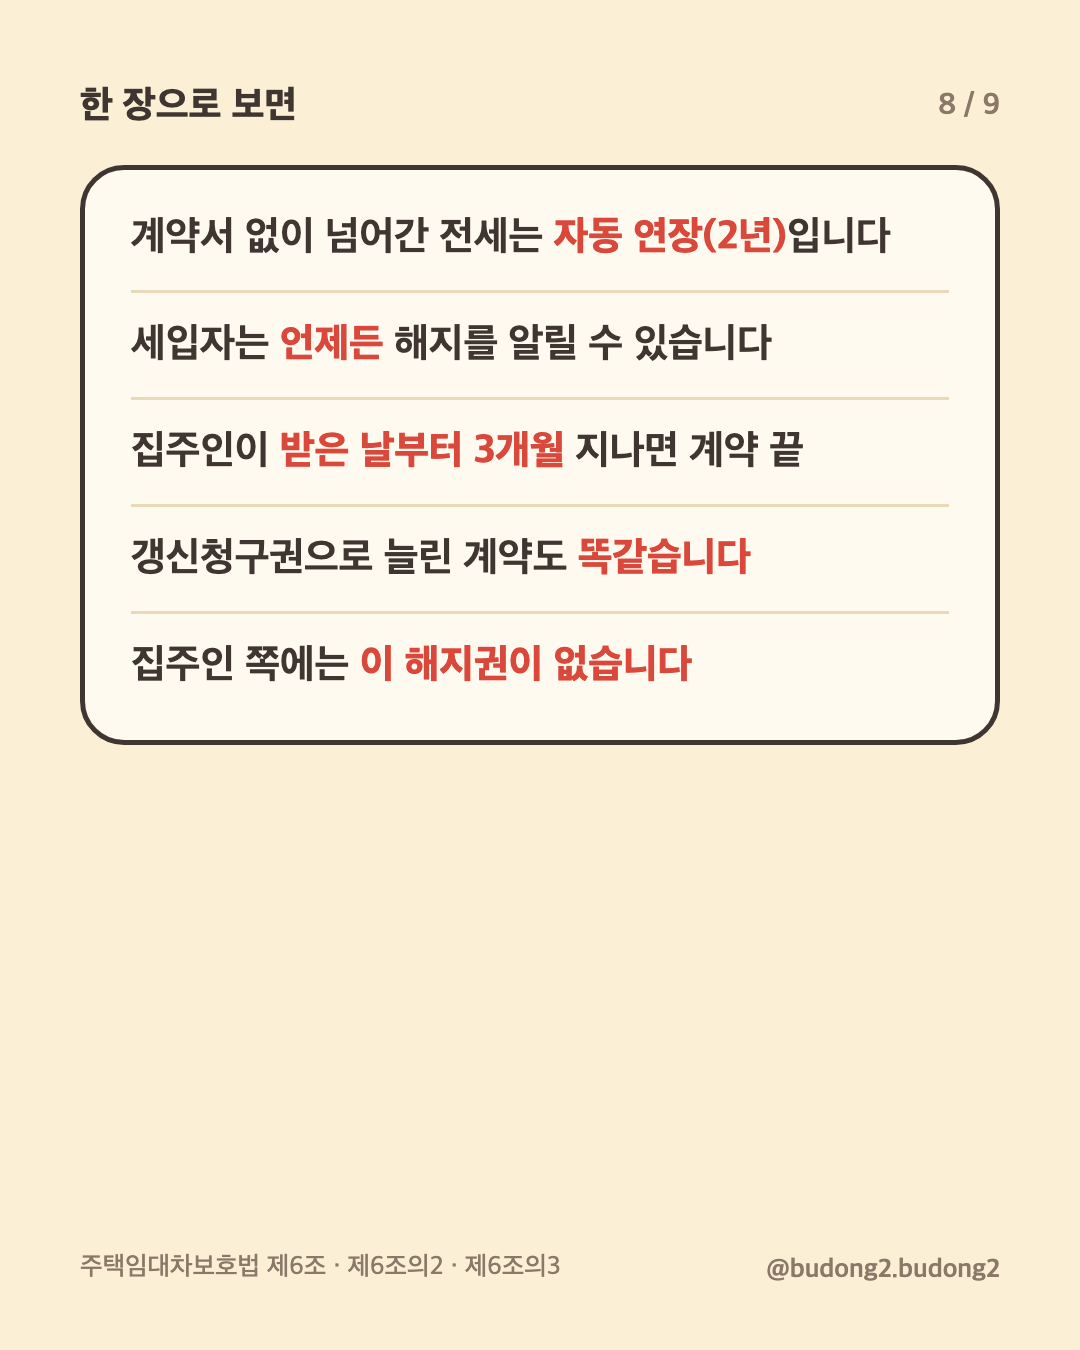 한 장으로 보면
8 / 9
계약서 없이 넘어간 전세는 자동 연장(2년)입니다
세입자는 언제든 해지를 알릴 수 있습니다
집주인이 받은 날부터 3개월 지나면 계약 끝
갱신청구권으로 늘린 계약도 똑같습니다
집주인 쪽에는 이 해지권이 없습니다
주택임대차보호법 제6조 · 제6조의2 · 제6조의3
@budong2.budong2